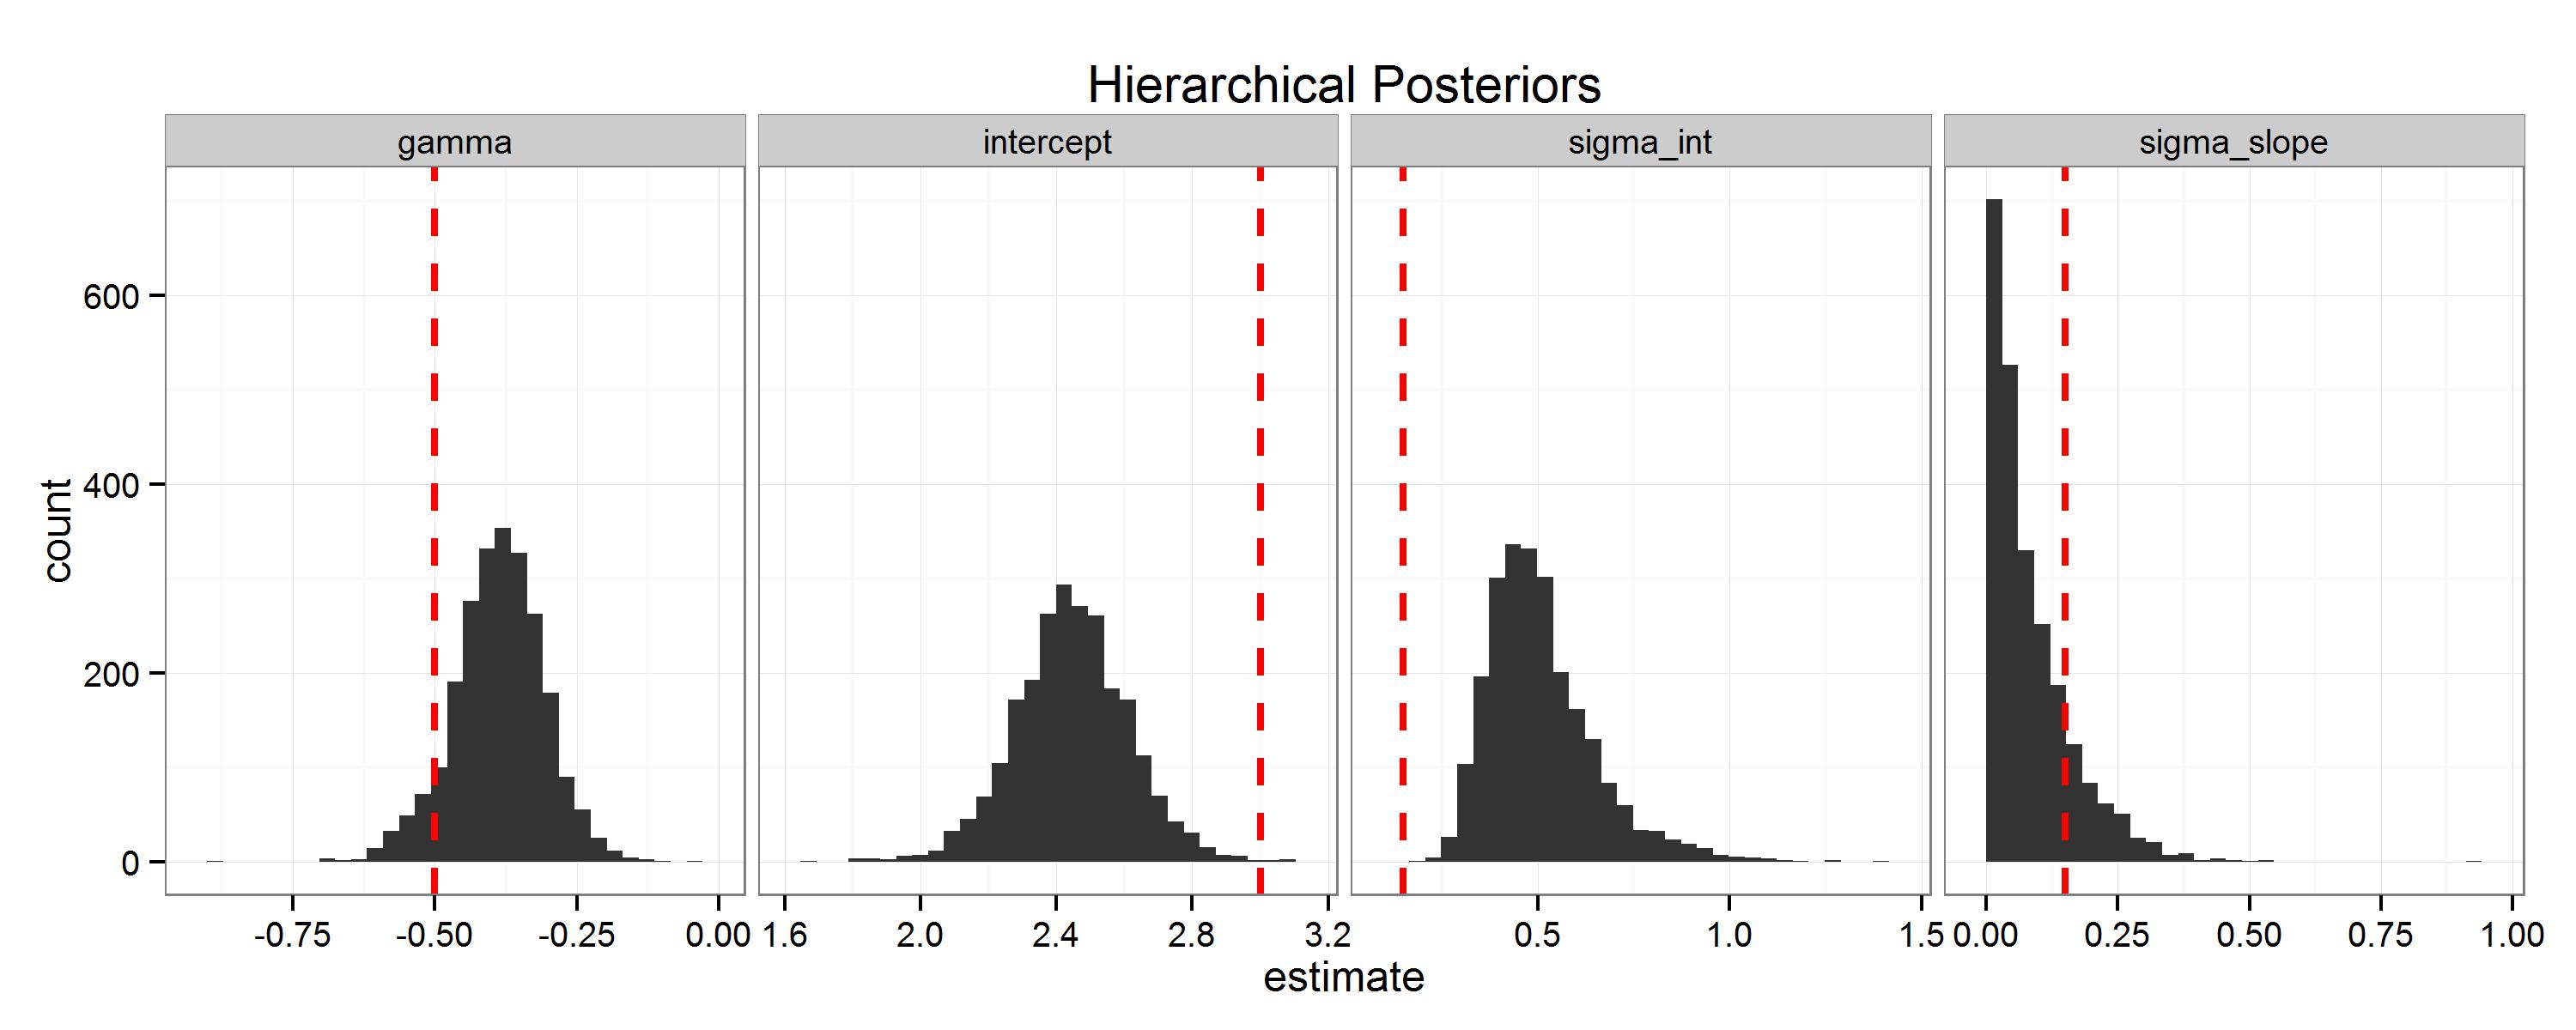 Hierarchical Posteriors
gamma intercept sigma_int sigma_slope
600
400
200
0
count
-0.75 -0.50 -0.25 0.00 1.6 2.0 2.4 2.8 3.2 0.5 1.0 1.5 0.00 0.25 0.50 0.75 1.00
estimate